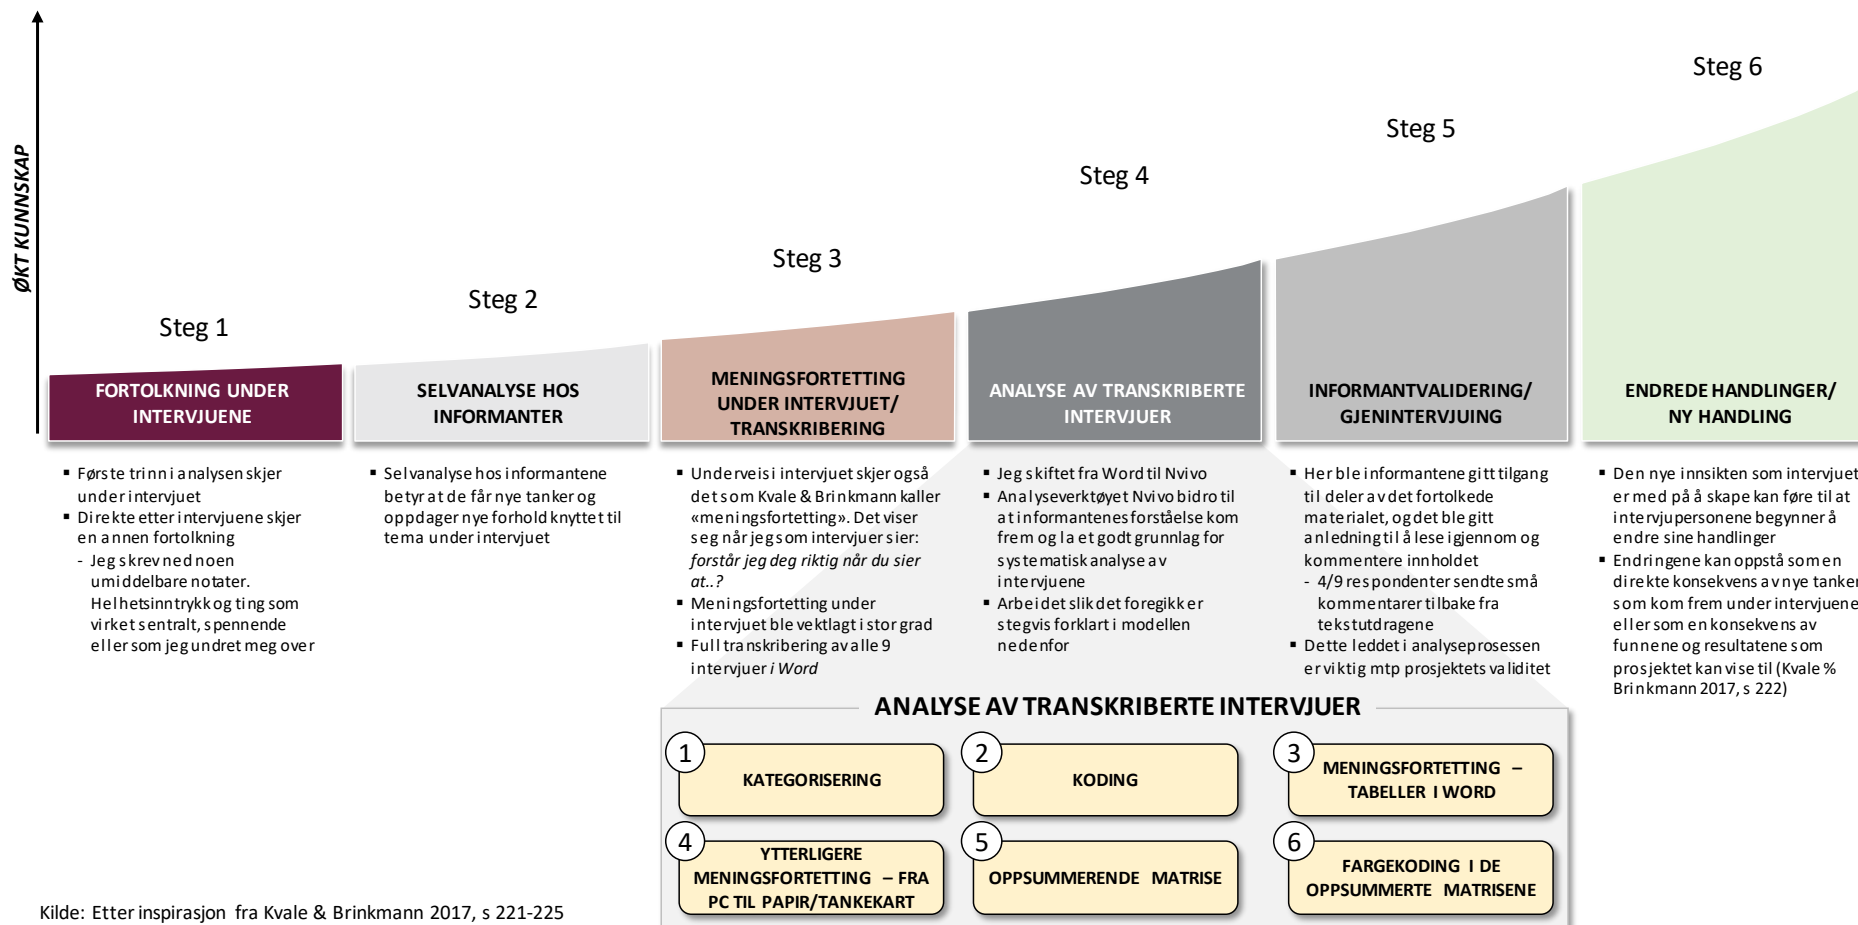 ØKT KUNNSKAP
Steg 1
Steg 2
Steg 3
Steg 4
Steg 5
Steg 6
FORTOLKNING UNDER
INTERVJUENE
SELVANALYSE HOS
INFORMANTER
MENINGSFORTETTING
UNDER INTERVJUET/
TRANSKRIBERING
ANALYSE AV TRANSKRIBERTE
INTERVJUER
INFORMANTVALIDERING/
GJENINTERVJUING
ENDREDE HANDLINGER/
NY HANDLING
▪ Første trinn i analysen skjer
under intervjuet
▪ Direkte etter intervjuene skjer
en annen fortolkning
- Jeg skrev ned noen
umiddelbare notater.
Helhetsinntrykk og ting som
virket sentralt, spennende
eller som jeg undret meg over
▪ Selvanalyse hos informantene
betyr at de får nye tanker og
oppdager nye forhold knyttet til
tema under intervjuet
▪ Underveis i intervjuet skjer også
det som Kvale & Brinkmann kaller
«meningsfortetting». Det viser
seg når jeg som intervjuer sier:
forstår jeg deg riktig når du sier
at..?
▪ Meningsfortetting under
intervjuet ble vektlagt i stor grad
▪ Full transkribering av alle 9
intervjuer i Word
▪ Jeg skiftet fra Word til Nvivo
▪ Analyseverktøyet Nvivo bidro til
at informantenes forståelse kom
frem og la et godt grunnlag for
systematisk analyse av
intervjuene
▪ Arbeidet slik det foregikk er
stegvis forklart i modellen
nedenfor
▪ Her ble informantene gitt tilgang
til deler av det fortolkede
materialet, og det ble gitt
anledning til å lese igjennom og
kommentere innholdet
- 4/9 respondenter sendte små
kommentarer tilbake fra
tekstutdragene
▪ Dette leddet i analyseprosessen
er viktig mtp prosjektets validitet
▪ Den nye innsikten som intervjuet
er med på å skape kan føre til at
intervjupersonene begynner å
endre sine handlinger
▪ Endringene kan oppstå som en
direkte konsekvens av nye tanker
som kom frem under intervjuene
eller som en konsekvens av
funnene og resultatene som
prosjektet kan vise til (Kvale %
Brinkmann 2017, s 222)
ANALYSE AV TRANSKRIBERTE INTERVJUER
1
KATEGORISERING
2
KODING
3
MENINGSFORTETTING –
TABELLER I WORD
4
YTTERLIGERE
MENINGSFORTETTING – FRA
PC TIL PAPIR/TANKEKART
5
OPPSUMMERENDE MATRISE
6
FARGEKODING I DE
OPPSUMMERTE MATRISENE
Kilde: Etter inspirasjon fra Kvale & Brinkmann 2017, s 221-225